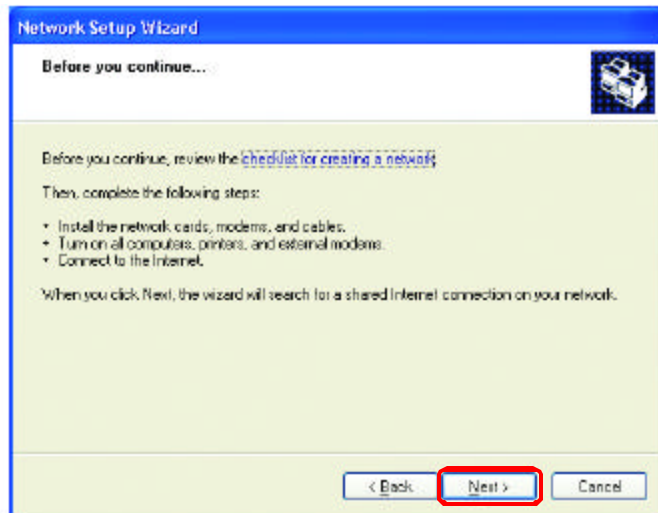 Network Setup Wizard
Before you continue...
Before you continue, review the checklist for creating a network.
Then, complete the following steps:
• Install the network cards, modems, and cables.
• Turn on all computers, printers, and external modems.
• Connect to the Internet.
When you click Next, the wizard will search for a shared Internet connection on your network.
< Back
Next >
Cancel